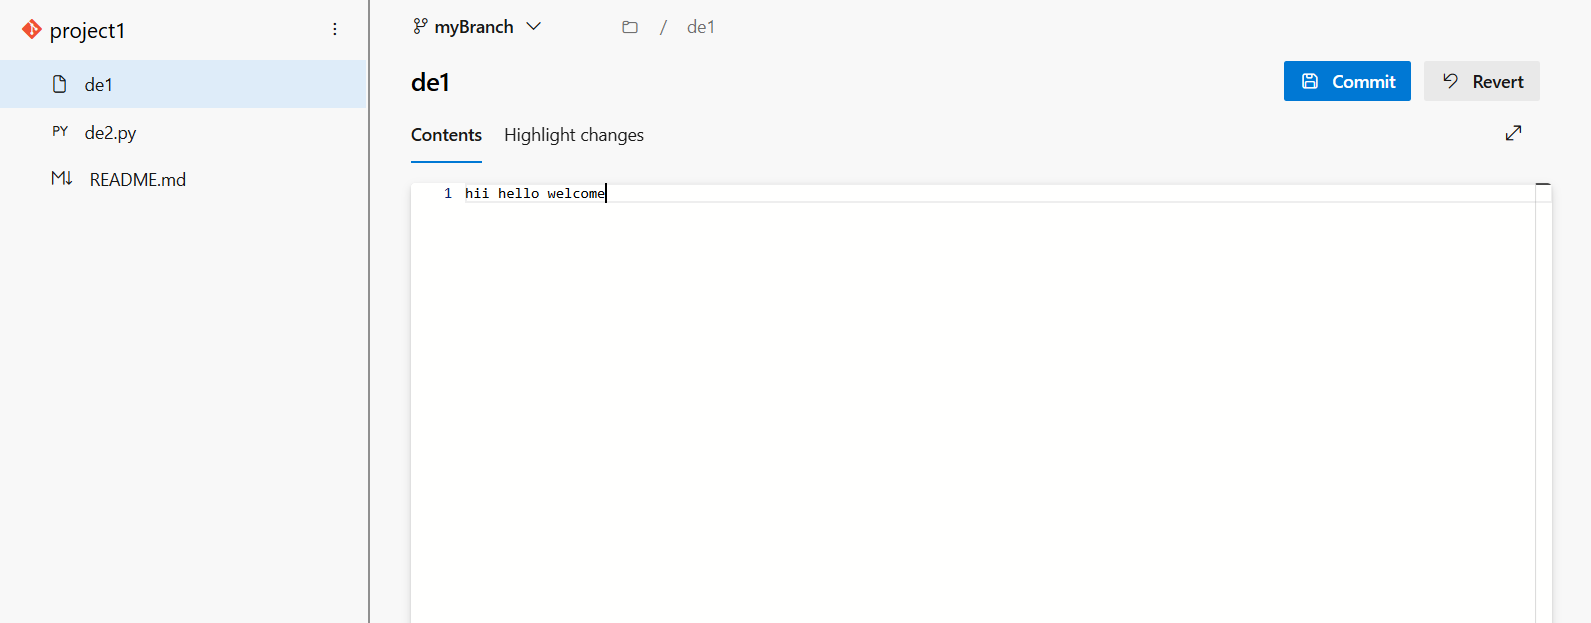 project1
de1
PY de2.py
M↓ README.md
myBranch / de1
de1
Commit Revert
Contents Highlight changes
1 hii hello welcome